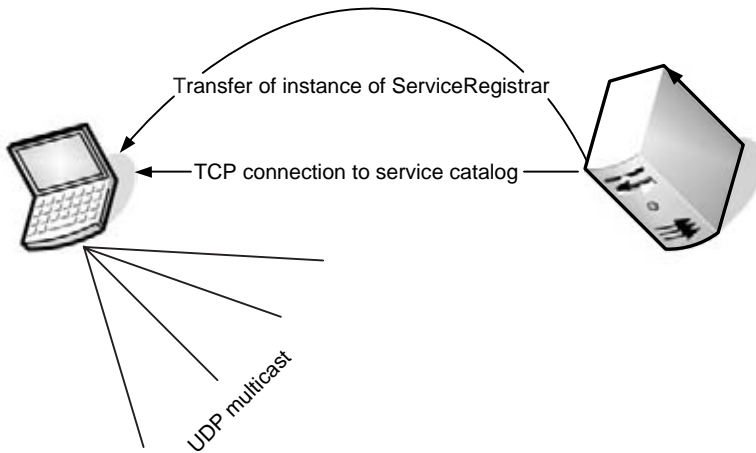 Transfer of instance of ServiceRegistrar
TCP connection to service catalog
UDP multicast